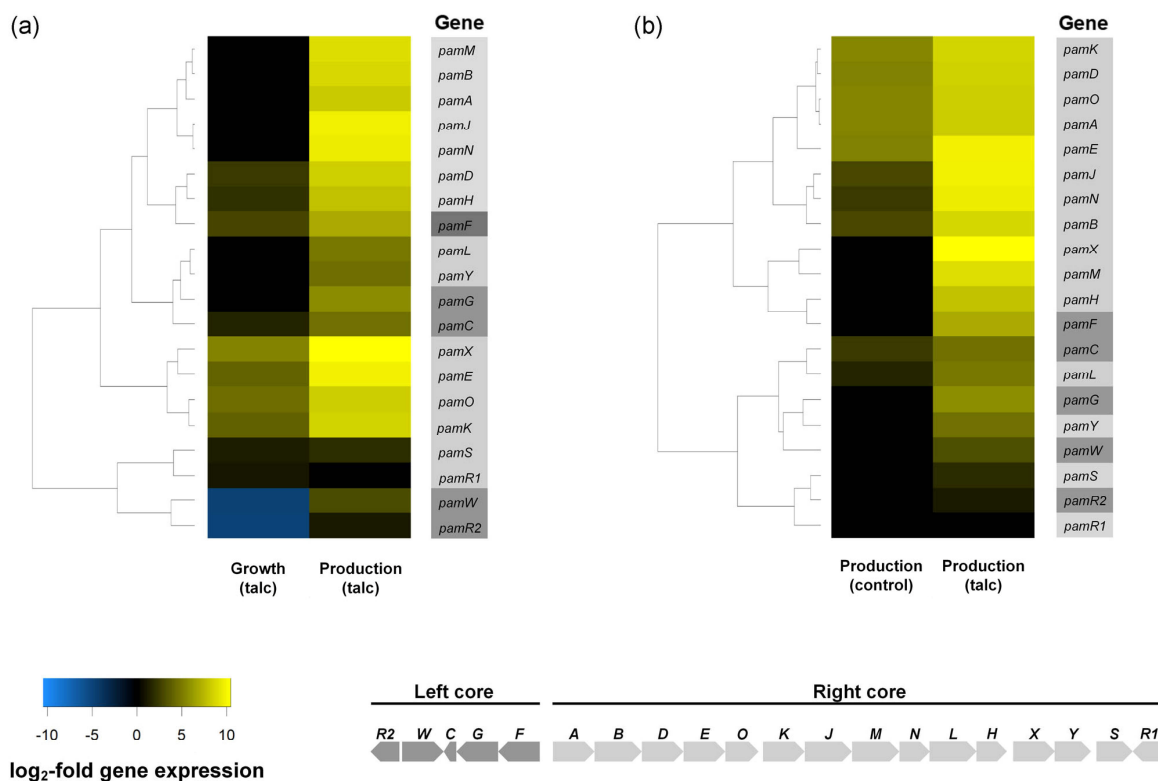 (a)
Gene
pamM
pamB
pamA
pamJ
pamN
pamD
pamH
pamF
pamL
pamY
pamG
pamC
pamX
pamE
pamO
pamK
pamS
pamR1
pamW
pamR2
Growth
(talc)
Production
(talc)
(b)
Gene
pamK
pamD
pamO
pamA
pamE
pamJ
pamN
pamB
pamX
pamM
pamH
pamF
pamC
pamL
pamG
pamY
pamW
pamS
pamR2
pamR1
Production
(control)
Production
(talc)
-10 -5 0 5 10
log₂-fold gene expression
Left core Right core
R2 W C G F A B D E O K J M N L H X Y S R1